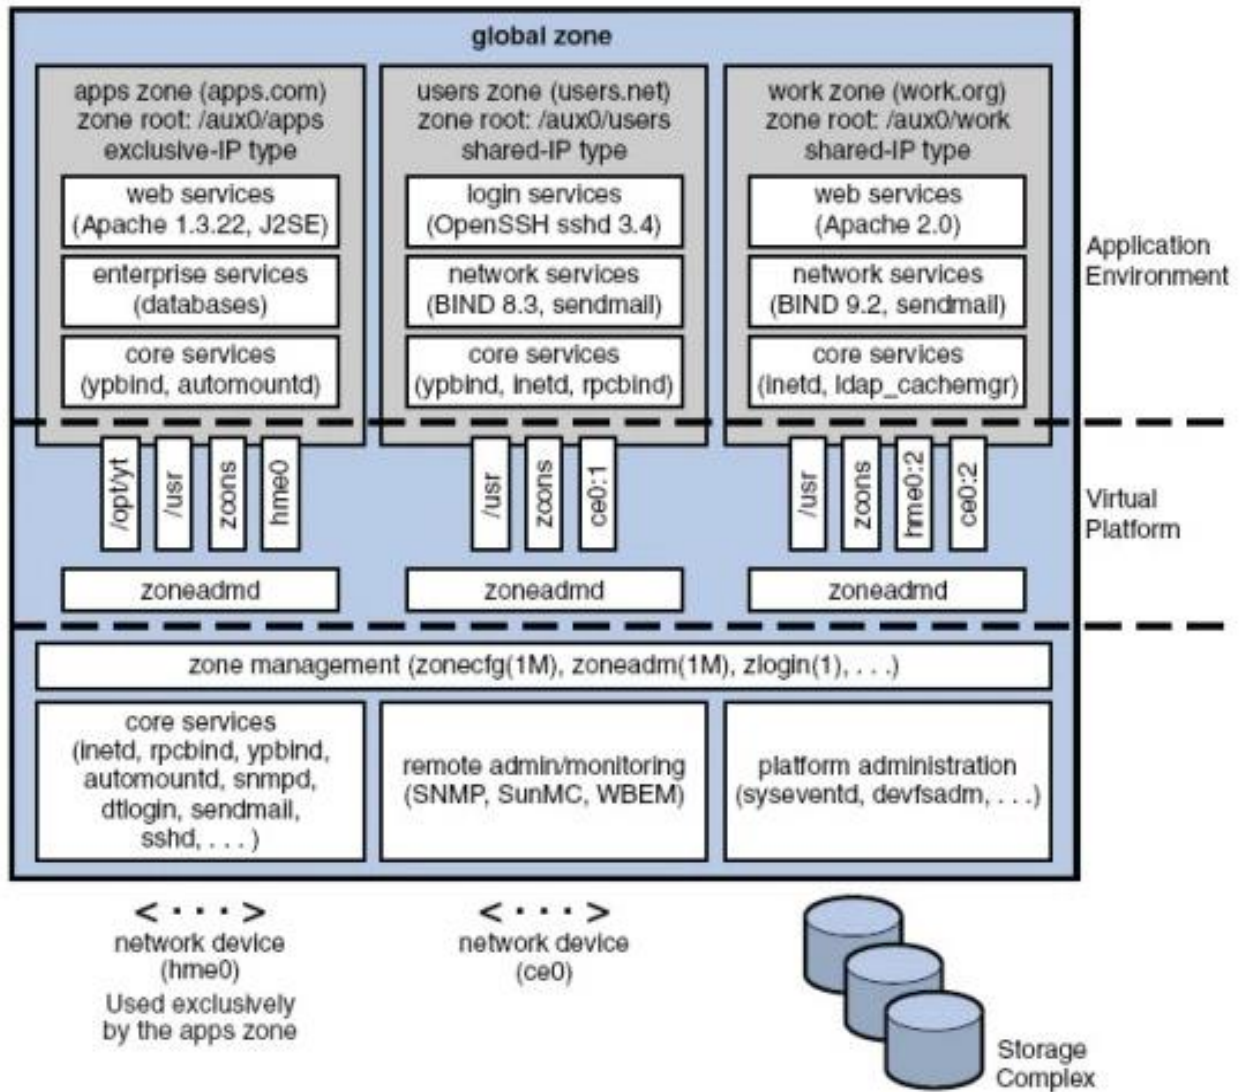 global zone
apps zone (apps.com)
zone root: /aux0/apps
exclusive-IP type
web services
(Apache 1.3.22, J2SE)
enterprise services
(databases)
core services
(ypbind, automountd)
users zone (users.net)
zone root: /aux0/users
shared-IP type
login services
(OpenSSH sshd 3.4)
network services
(BIND 8.3, sendmail)
core services
(ypbind, inetd, rpcbind)
work zone (work.org)
zone root: /aux0/work
shared-IP type
web services
(Apache 2.0)
network services
(BIND 9.2, sendmail)
core services
(inetd, ldap_cachemgr)
Application
Environment
/opt/yt
/usr
zcons
hme0
/usr
zcons
ce0:1
/usr
zcons
hme0:2
ce0:2
Virtual
Platform
zoneadmd
zoneadmd
zoneadmd
zone management (zonecfg(1M), zoneadm(1M), zlogin(1), . . .)
core services
(inetd, rpcbind, ypbind,
automountd, snmpd,
dtlogin, sendmail,
sshd, . . . )
remote admin/monitoring
(SNMP, SunMC, WBEM)
platform administration
(syseventd, devfsadm, . . .)
< · · · >
network device
(hme0)
Used exclusively
by the apps zone
< · · · >
network device
(ce0)
Storage
Complex